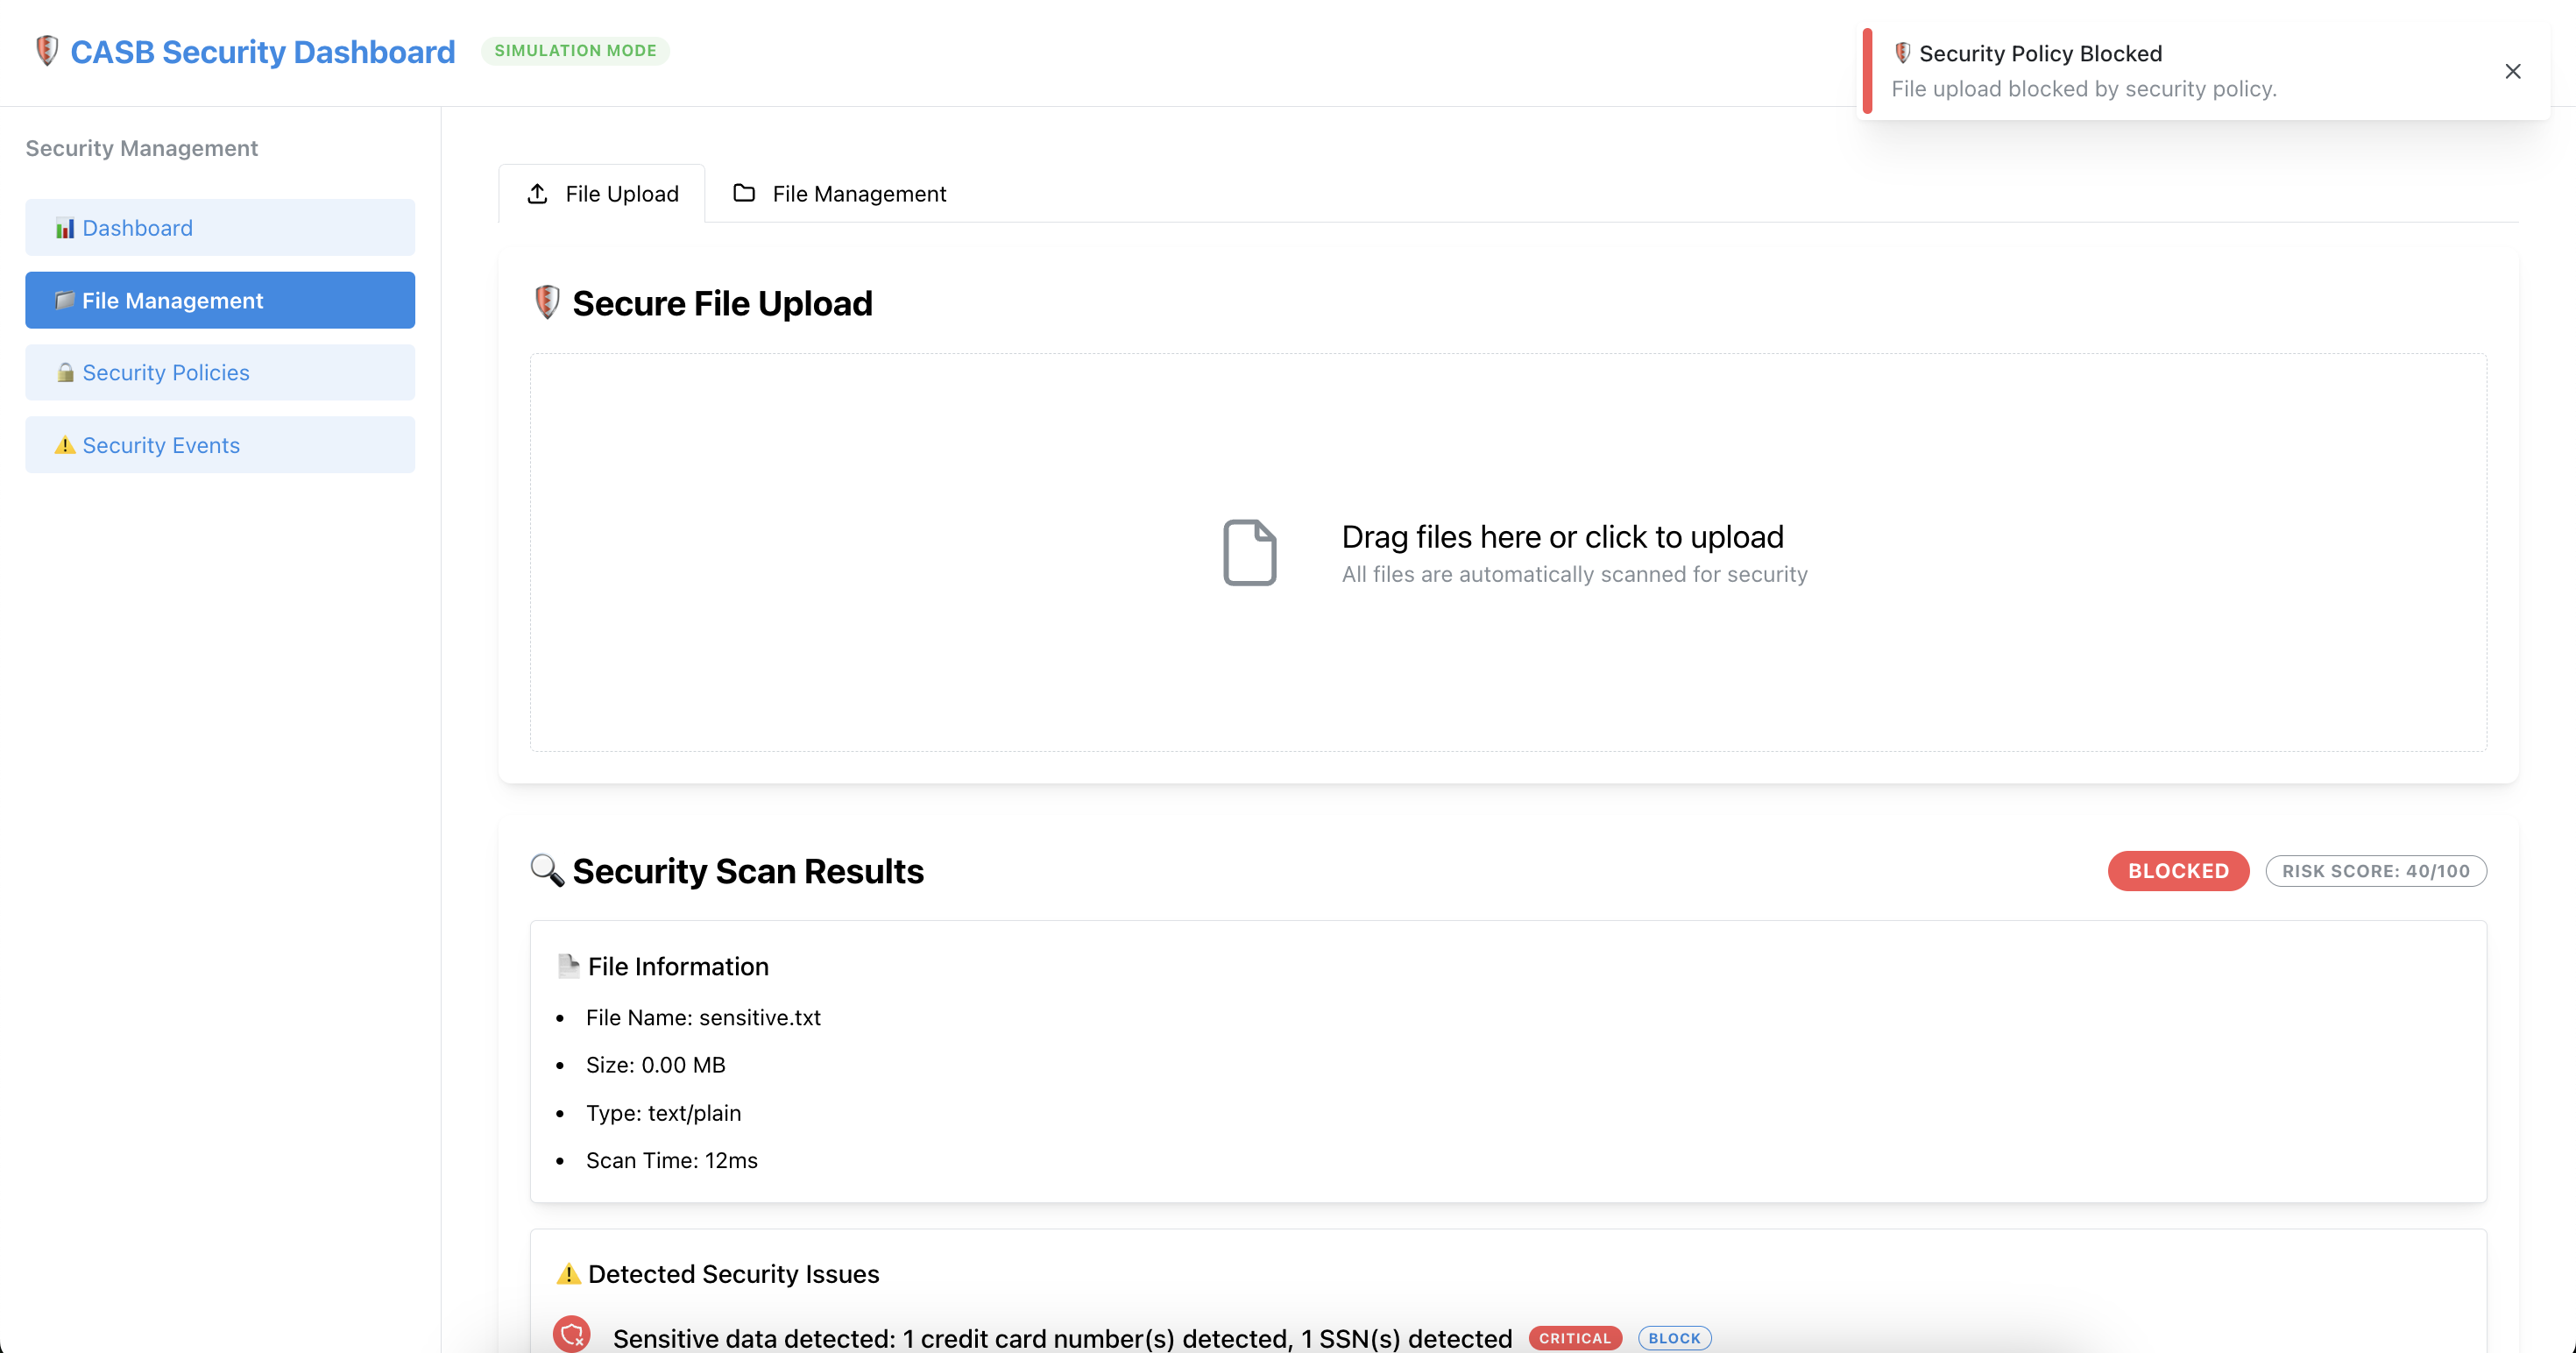 CASB Security Dashboard
SIMULATION MODE
Security Policy Blocked
File upload blocked by security policy.
Security Management
Dashboard
File Management
Security Policies
Security Events
File Upload
File Management
Secure File Upload
Drag files here or click to upload
All files are automatically scanned for security
Security Scan Results
BLOCKED
RISK SCORE: 40/100
File Information
• File Name: sensitive.txt
• Size: 0.00 MB
• Type: text/plain
• Scan Time: 12ms
Detected Security Issues
Sensitive data detected: 1 credit card number(s) detected, 1 SSN(s) detected
CRITICAL
BLOCK